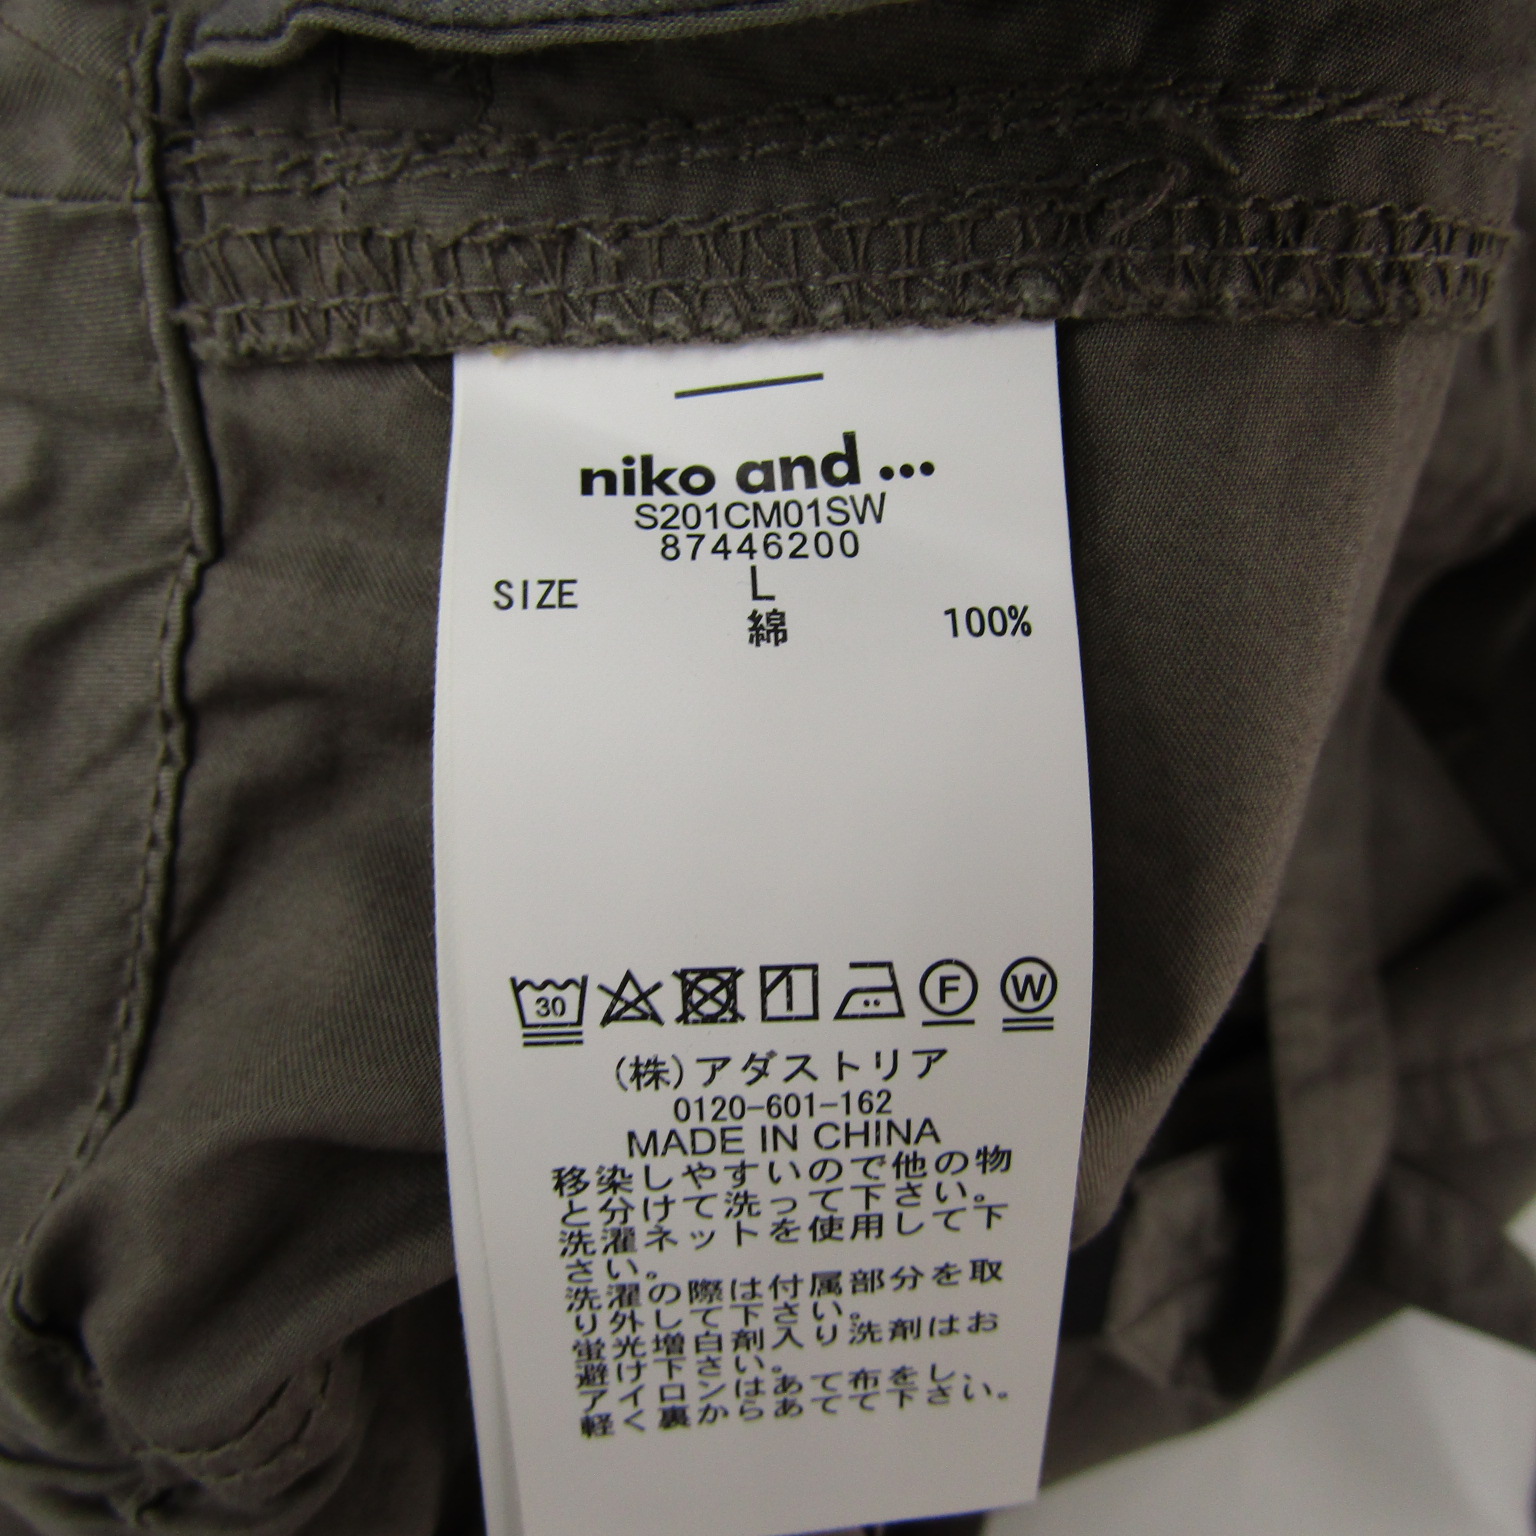 niko and ...
S201CM01SW
87446200
SIZE L
綿 100%
30 F W
(株)アダストリア
0120-601-162
MADE IN CHINA
移染しやすいので他の物
と分けて洗って下さい。
洗濯ネットを使用して下
さい。
洗濯の際は付属部分を取
り外して下さい。
蛍光増白剤入り洗剤はお
避け下さい。
アイロンはあて布をし、
軽く裏からあてて下さい。